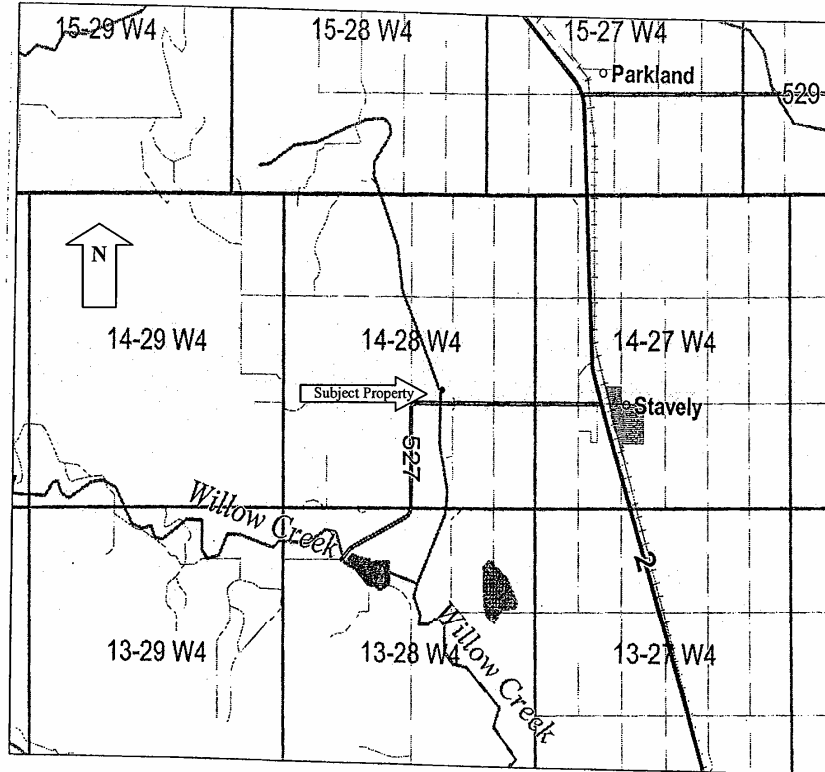 15-29 W4
15-28 W4
15-27 W4
Parkland
529
N
14-29 W4
14-28 W4
14-27 W4
Subject Property
Stavely
527
Willow Creek
2
Willow Creek
13-29 W4
13-28 W4
13-27 W4